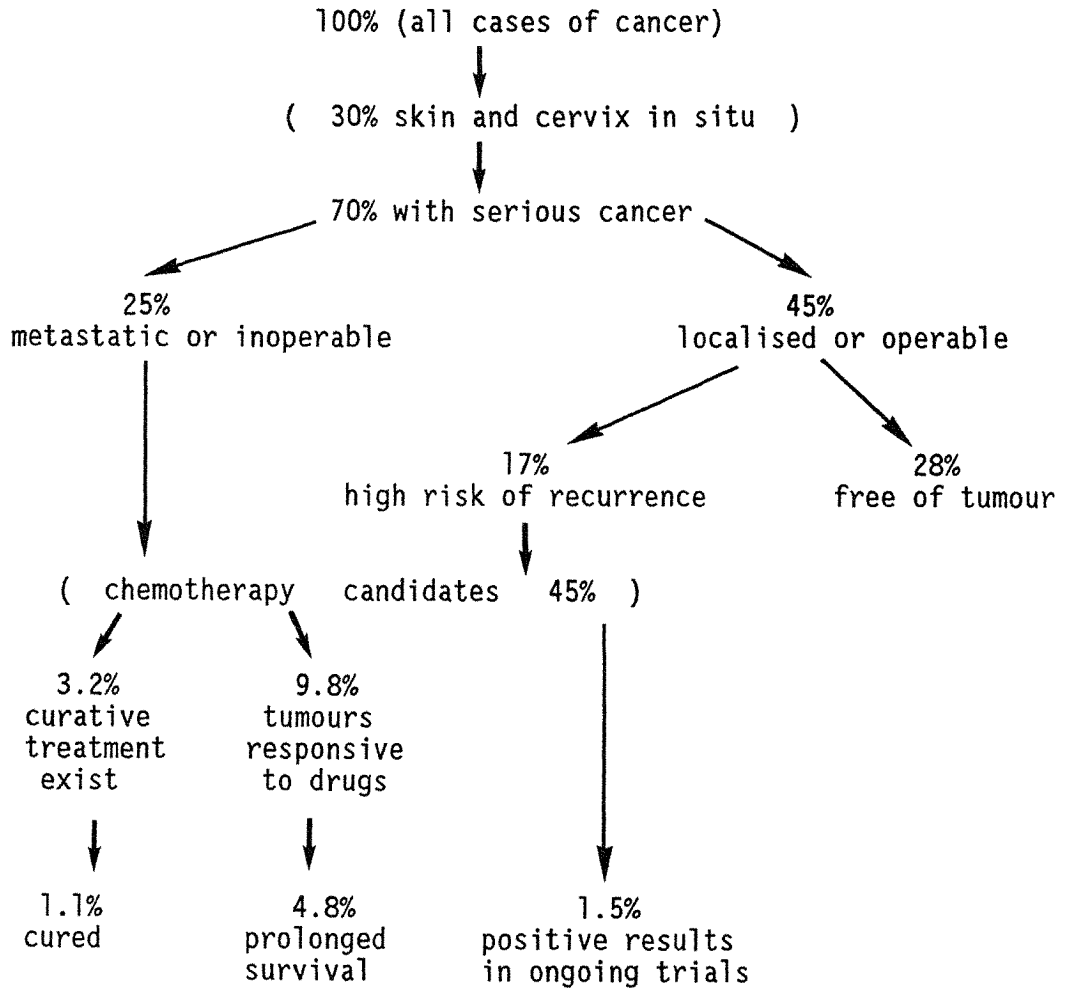 100% (all cases of cancer)
( 30% skin and cervix in situ )
70% with serious cancer
25%
metastatic or inoperable
45%
localised or operable
17%
high risk of recurrence
28%
free of tumour
( chemotherapy candidates 45% )
3.2%
curative
treatment
exist
9.8%
tumours
responsive
to drugs
1.1%
cured
4.8%
prolonged
survival
1.5%
positive results
in ongoing trials